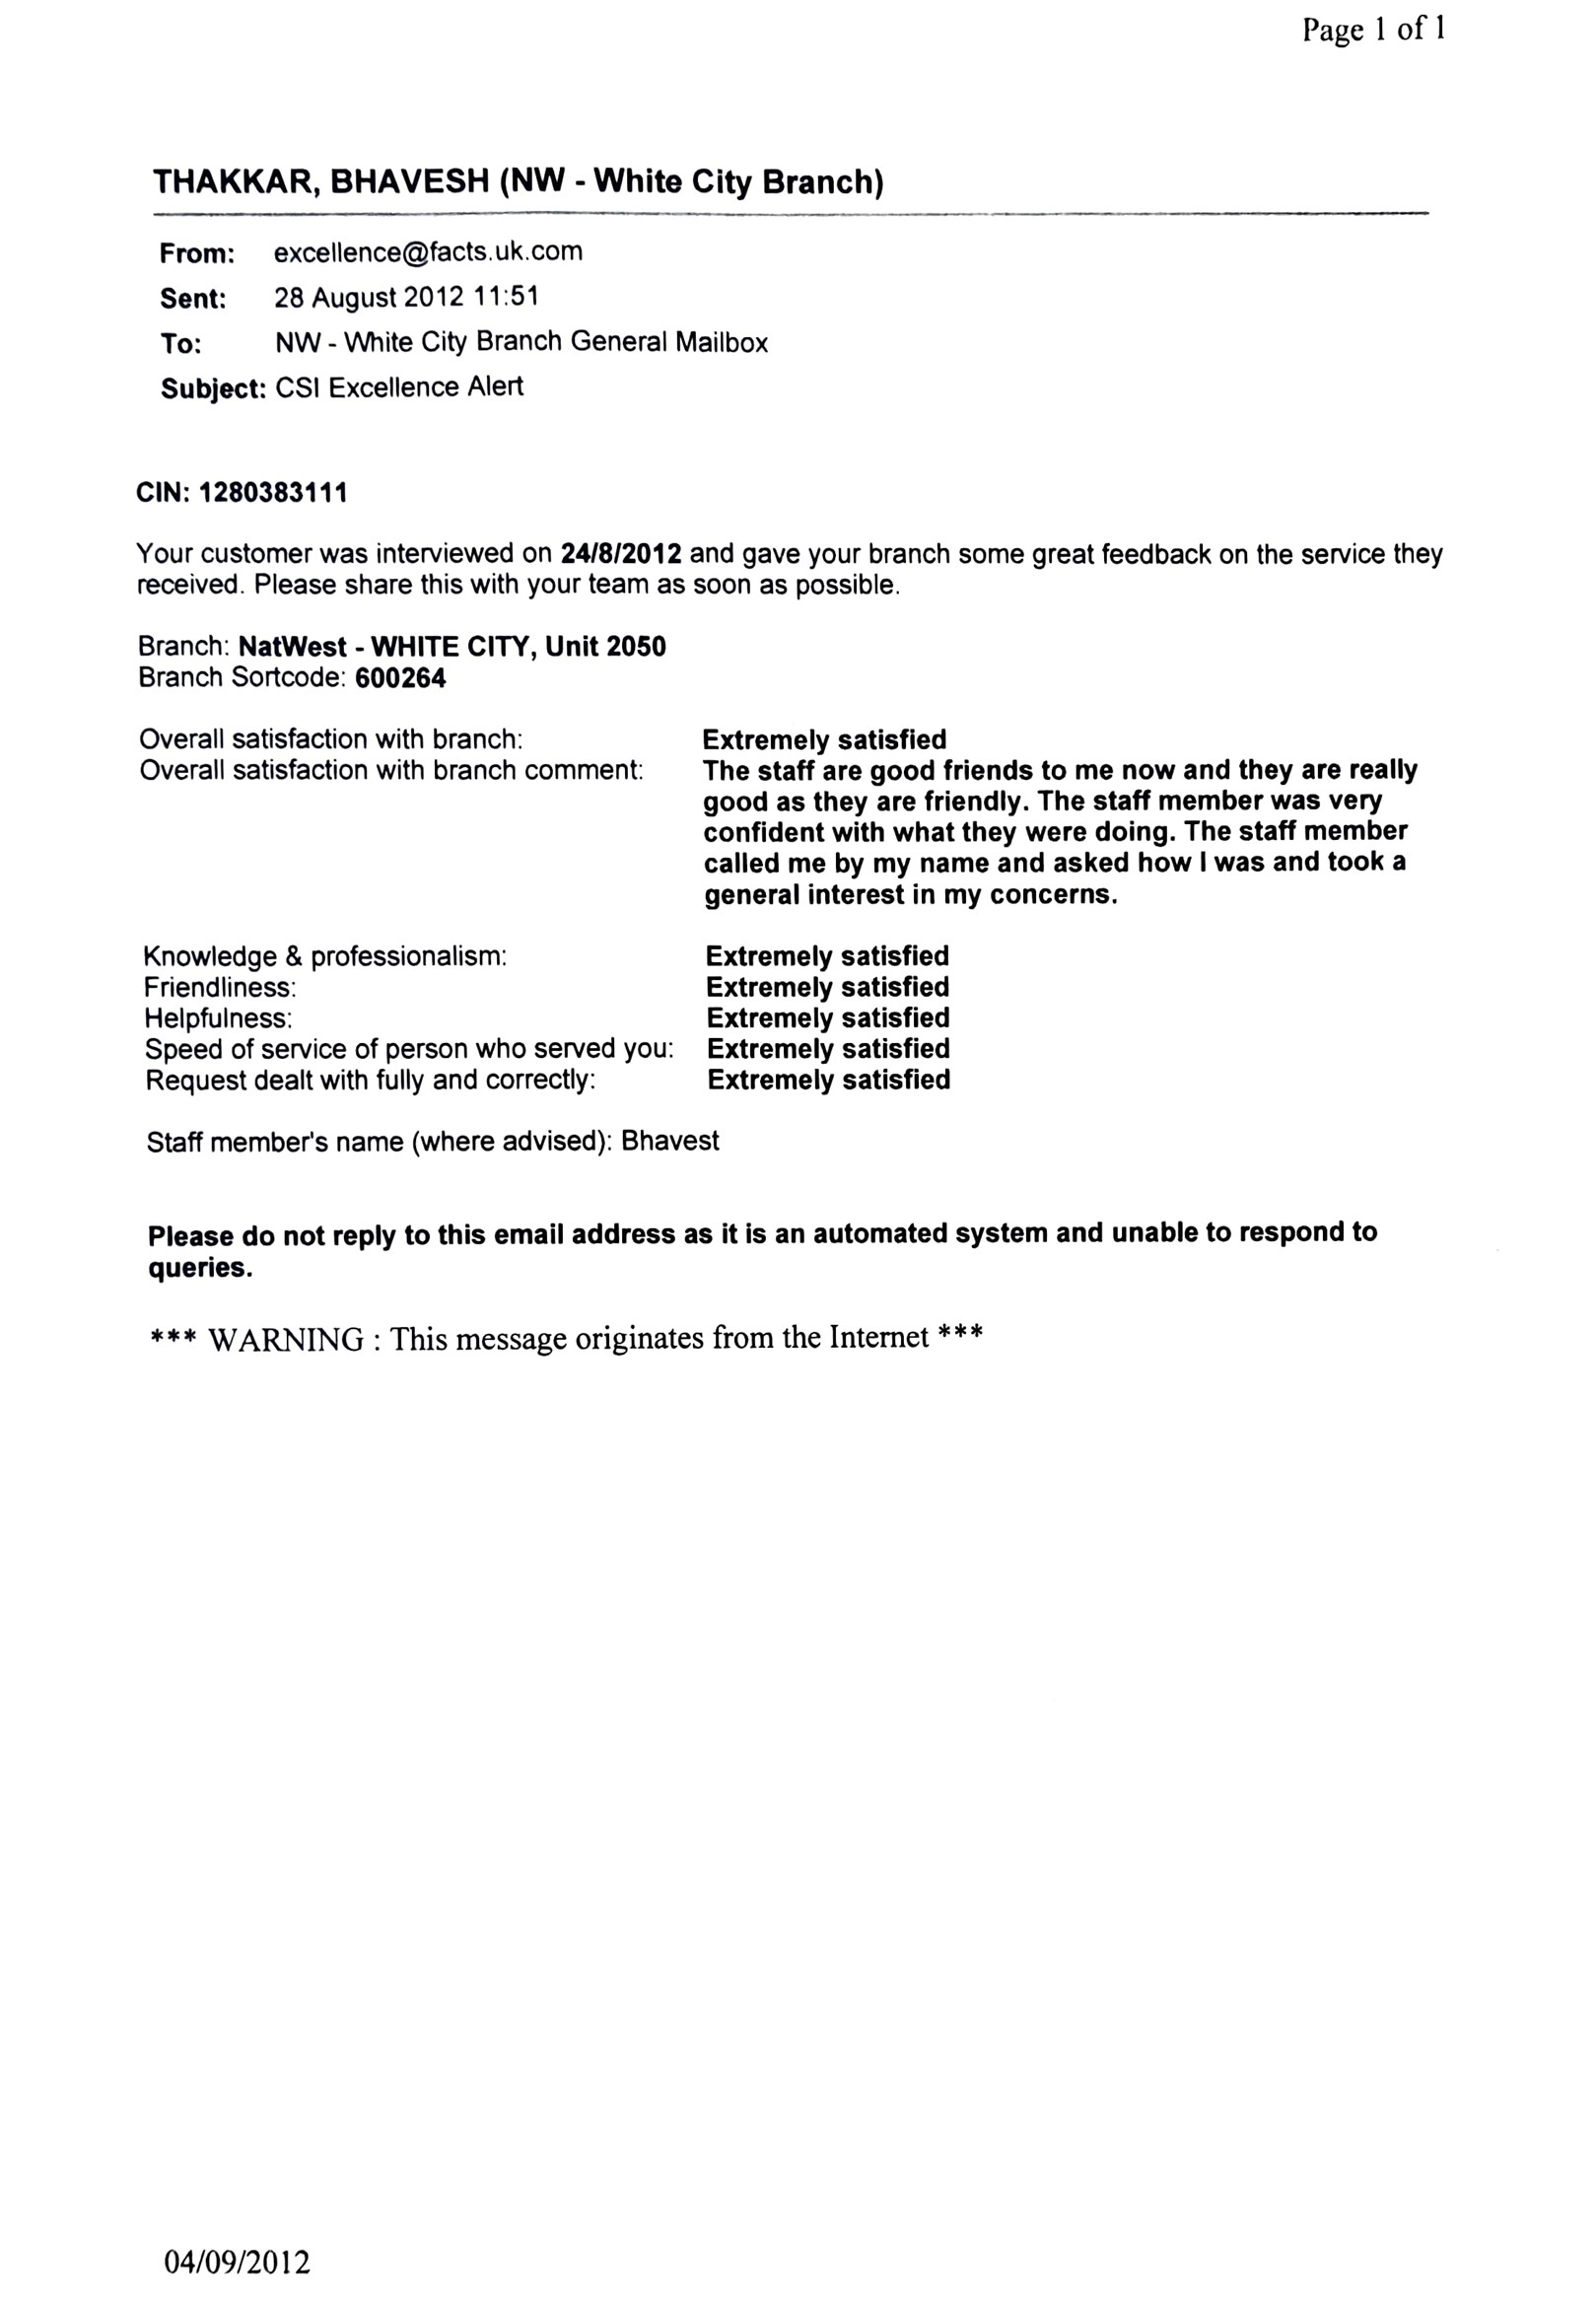 Page 1 of 1
THAKKAR, BHAVESH (NW - White City Branch)
From: excellence@facts.uk.com
Sent: 28 August 2012 11:51
To: NW - White City Branch General Mailbox
Subject: CSI Excellence Alert
CIN: 1280383111
Your customer was interviewed on 24/8/2012 and gave your branch some great feedback on the service they
received. Please share this with your team as soon as possible.
Branch: NatWest - WHITE CITY, Unit 2050
Branch Sortcode: 600264
Overall satisfaction with branch: Extremely satisfied
Overall satisfaction with branch comment: The staff are good friends to me now and they are really
good as they are friendly. The staff member was very
confident with what they were doing. The staff member
called me by my name and asked how I was and took a
general interest in my concerns.
Knowledge & professionalism: Extremely satisfied
Friendliness: Extremely satisfied
Helpfulness: Extremely satisfied
Speed of service of person who served you: Extremely satisfied
Request dealt with fully and correctly: Extremely satisfied
Staff member's name (where advised): Bhavest
Please do not reply to this email address as it is an automated system and unable to respond to
queries.
*** WARNING : This message originates from the Internet ***
04/09/2012